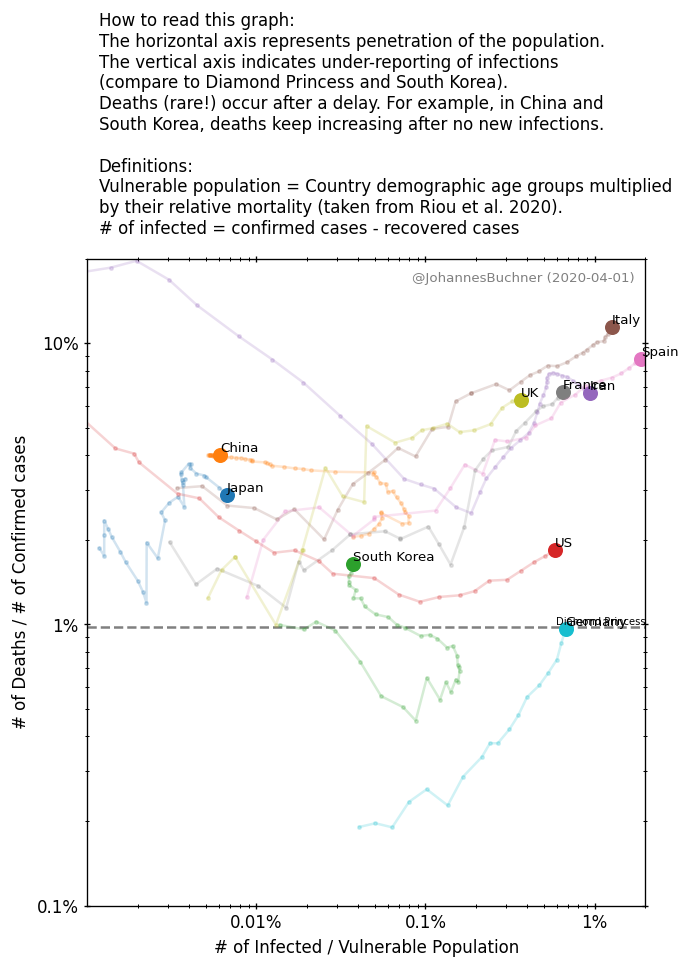 How to read this graph:
The horizontal axis represents penetration of the population.
The vertical axis indicates under-reporting of infections
(compare to Diamond Princess and South Korea).
Deaths (rare!) occur after a delay. For example, in China and
South Korea, deaths keep increasing after no new infections.
Definitions:
Vulnerable population = Country demographic age groups multiplied
by their relative mortality (taken from Riou et al. 2020).
# of infected = confirmed cases - recovered cases
@JohannesBuchner (2020-04-01)
Italy
10%
Spain
France
Iran
UK
China
Japan
US
South Korea
1%
Diamond Princess
Germany
0.1%
0.01%
0.1%
1%
# of Deaths / # of Confirmed cases
# of Infected / Vulnerable Population